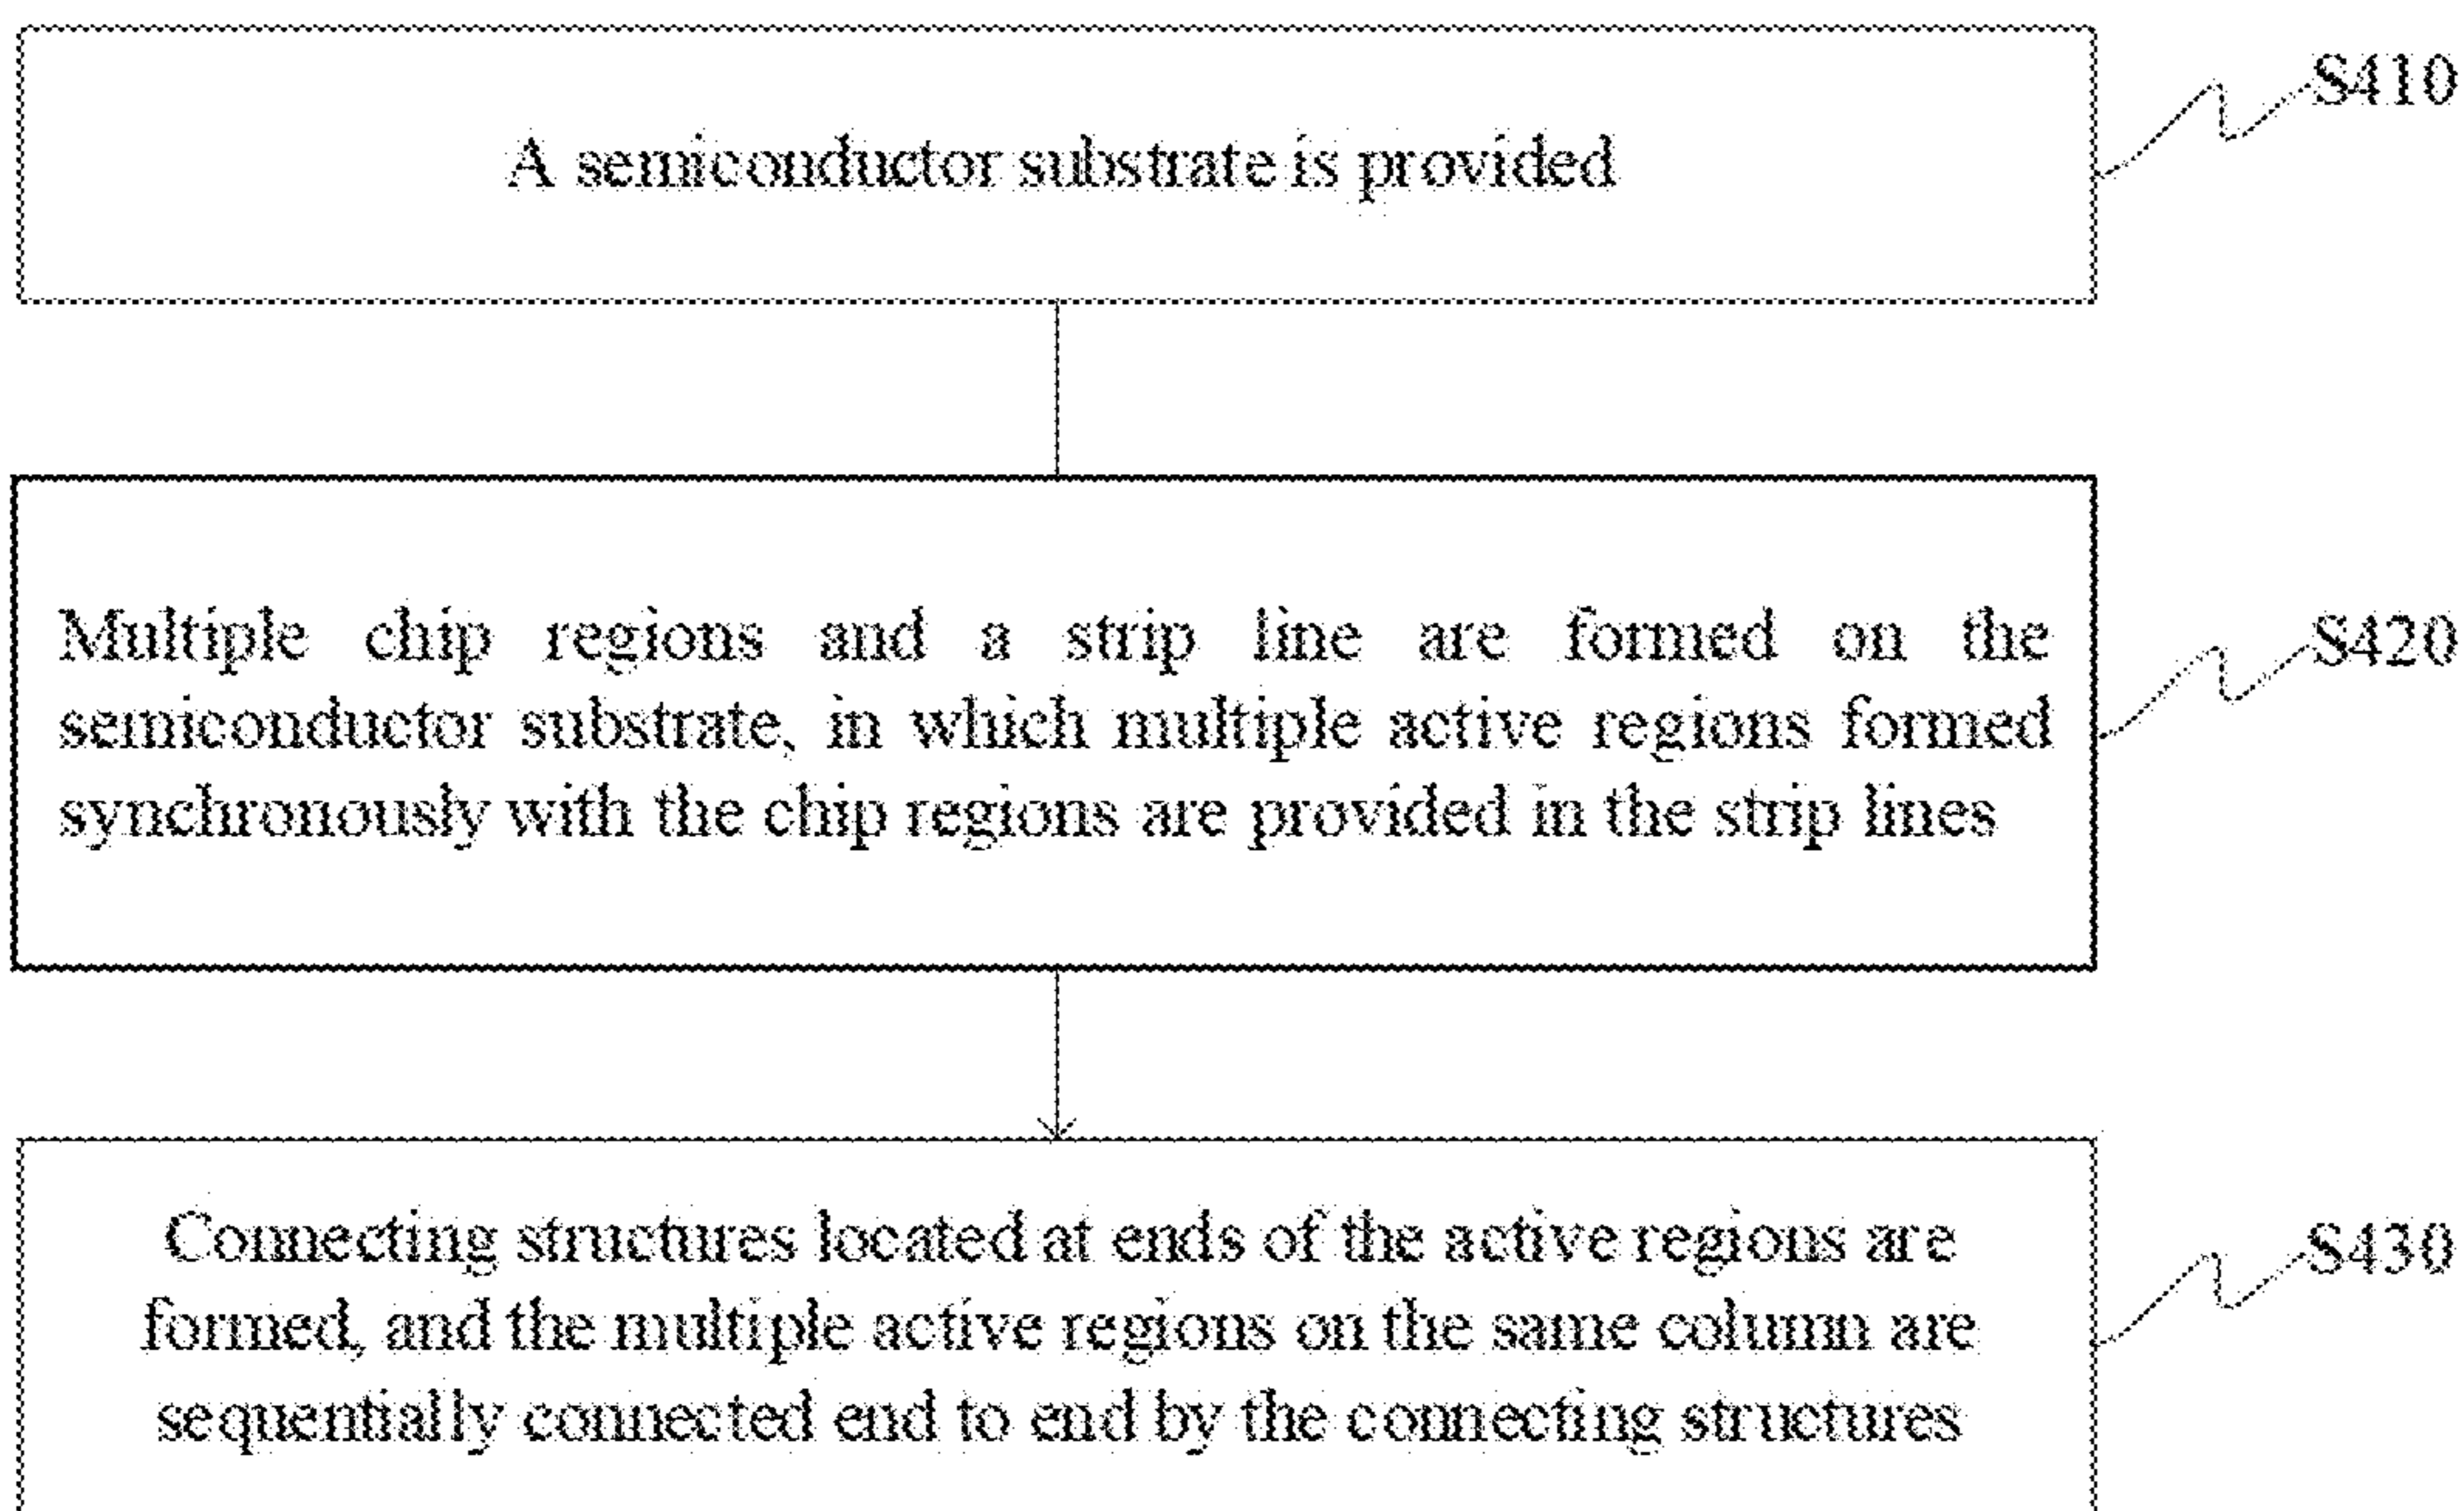 S410
A semiconductor substrate is provided
S420
Multiple chip regions and a strip line are formed on the
semiconductor substrate, in which multiple active regions formed
synchronously with the chip regions are provided in the strip lines
S430
Connecting structures located at ends of the active regions are
formed, and the multiple active regions on the same column are
sequentially connected end to end by the connecting structures